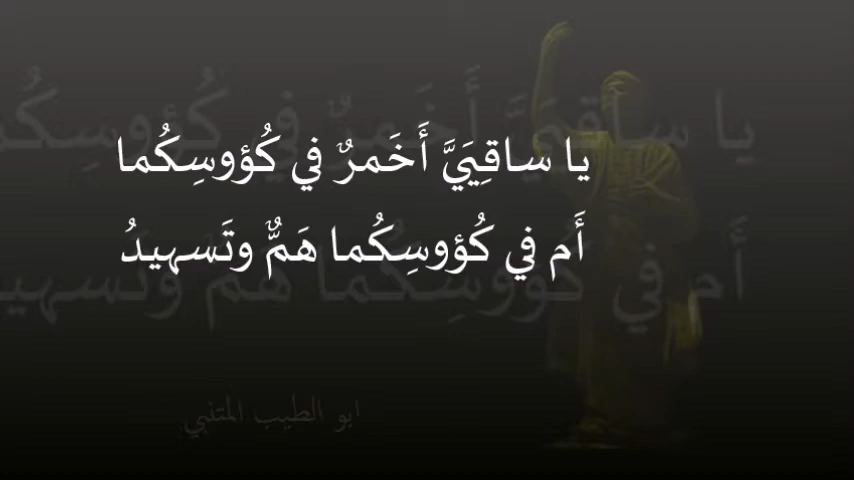 يا ساقِيَيَّ أَخَمرٌ في كُؤوسِكُما
أَم في كُؤوسِكُما هَمٌّ وتَسهيدُ
ابو الطيب المتنبي